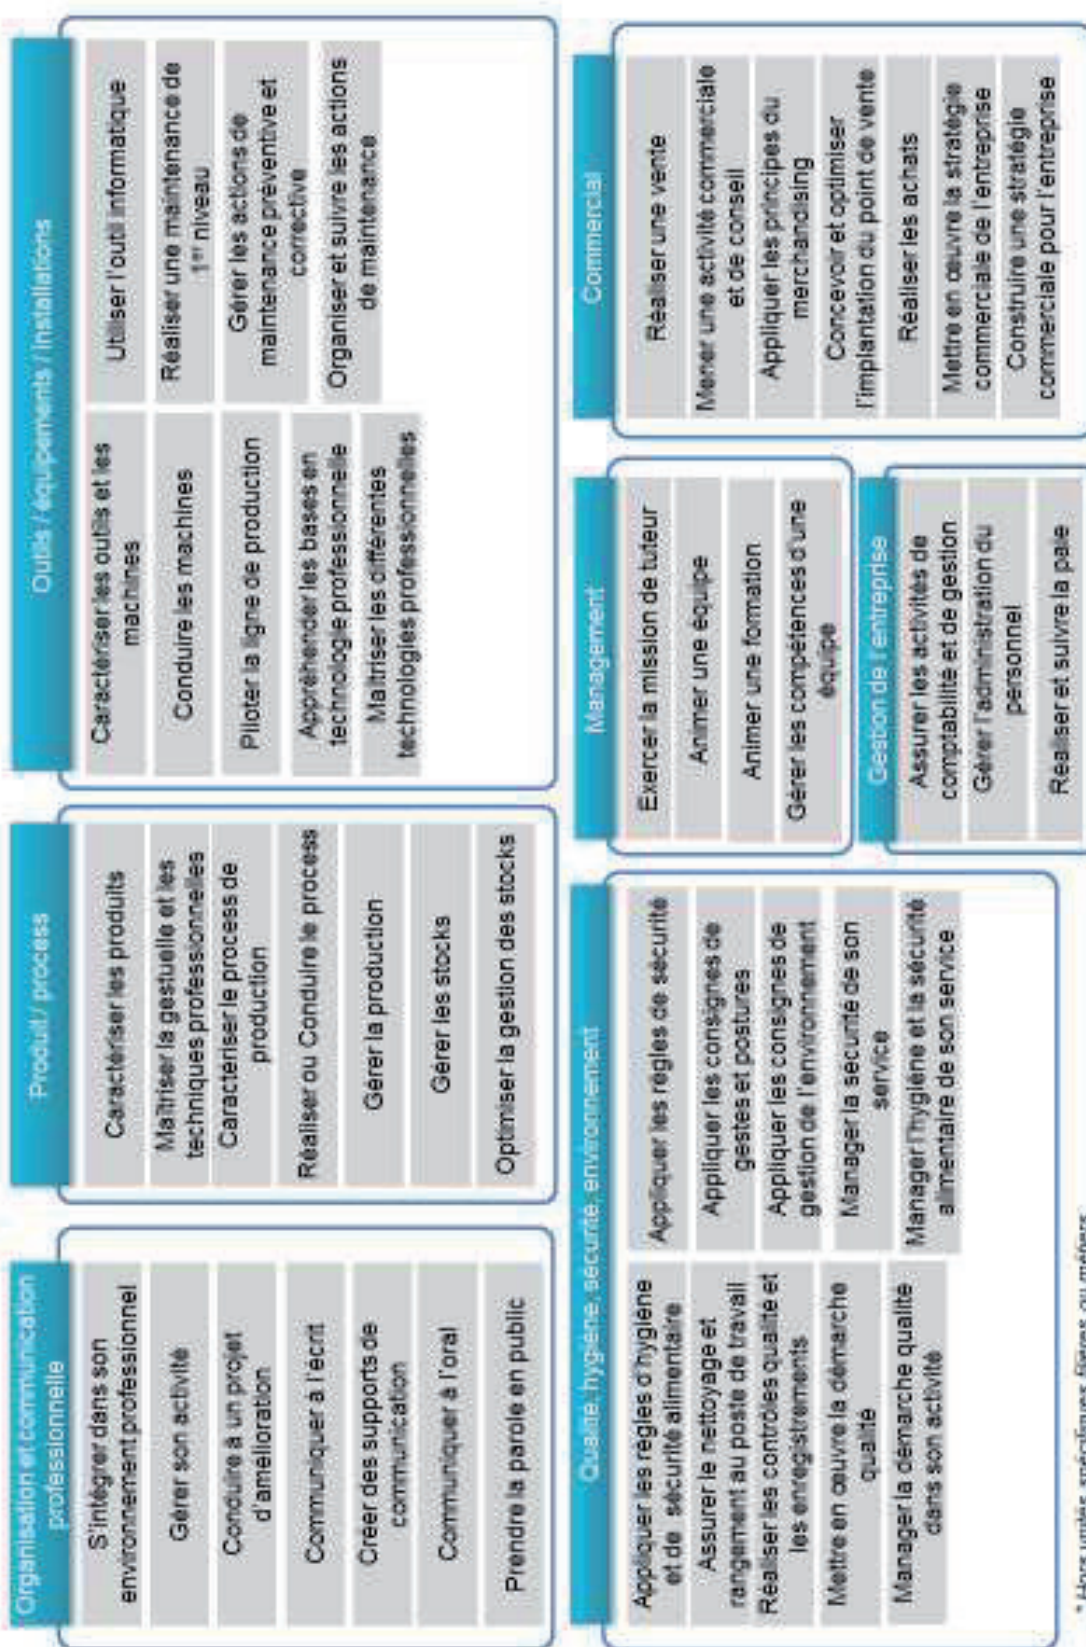 Organisation et communication
professionnelle
S'intégrer dans son
environnement professionnel
Gérer son activité
Conduire à un projet
d'amélioration
Communiquer à l'écrit
Créer des supports de
communication
Communiquer à l'oral
Prendre la parole en public
Produit / process
Caractériser les produits
Maîtriser la gestuelle et les
techniques professionnelles
Caractériser le process de
production
Réaliser ou Conduire le process
Gérer la production
Gérer les stocks
Optimiser la gestion des stocks
Outils / équipements / installations
Caractériser les outils et les
machines
Conduire les machines
Piloter la ligne de production
Appréhender les bases en
technologie professionnelle
Maîtriser les différentes
technologies professionnelles
Utiliser l'outil informatique
Réaliser une maintenance de
1er niveau
Gérer les actions de
maintenance préventive et
corrective
Organiser et suivre les actions
de maintenance
Qualité, hygiène, sécurité, environnement
Appliquer les règles d'hygiène
et de sécurité alimentaire
Assurer le nettoyage et
rangement au poste de travail
Réaliser les contrôles qualité et
les enregistrements
Mettre en œuvre la démarche
qualité
Manager la démarche qualité
dans son activité
Appliquer les règles de sécurité
Appliquer les consignes de
gestes et postures
Appliquer les consignes de
gestion de l'environnement
Manager la sécurité de son
service
Manager l'hygiène et la sécurité
alimentaire de son service
Management
Exercer la mission de tuteur
Animer une équipe
Animer une formation
Gérer les compétences d'une
équipe
Gestion de l'entreprise
Assurer les activités de
comptabilité et de gestion
Gérer l'administration du
personnel
Réaliser et suivre la paie
Commercial
Réaliser une vente
Mener une activité commerciale
et de conseil
Appliquer les principes du
merchandising
Concevoir et optimiser
l'implantation du point de vente
Réaliser les achats
Mettre en œuvre la stratégie
commerciale de l'entreprise
Construire une stratégie
commerciale pour l'entreprise
* Hors unités spécifiques filières ou métiers